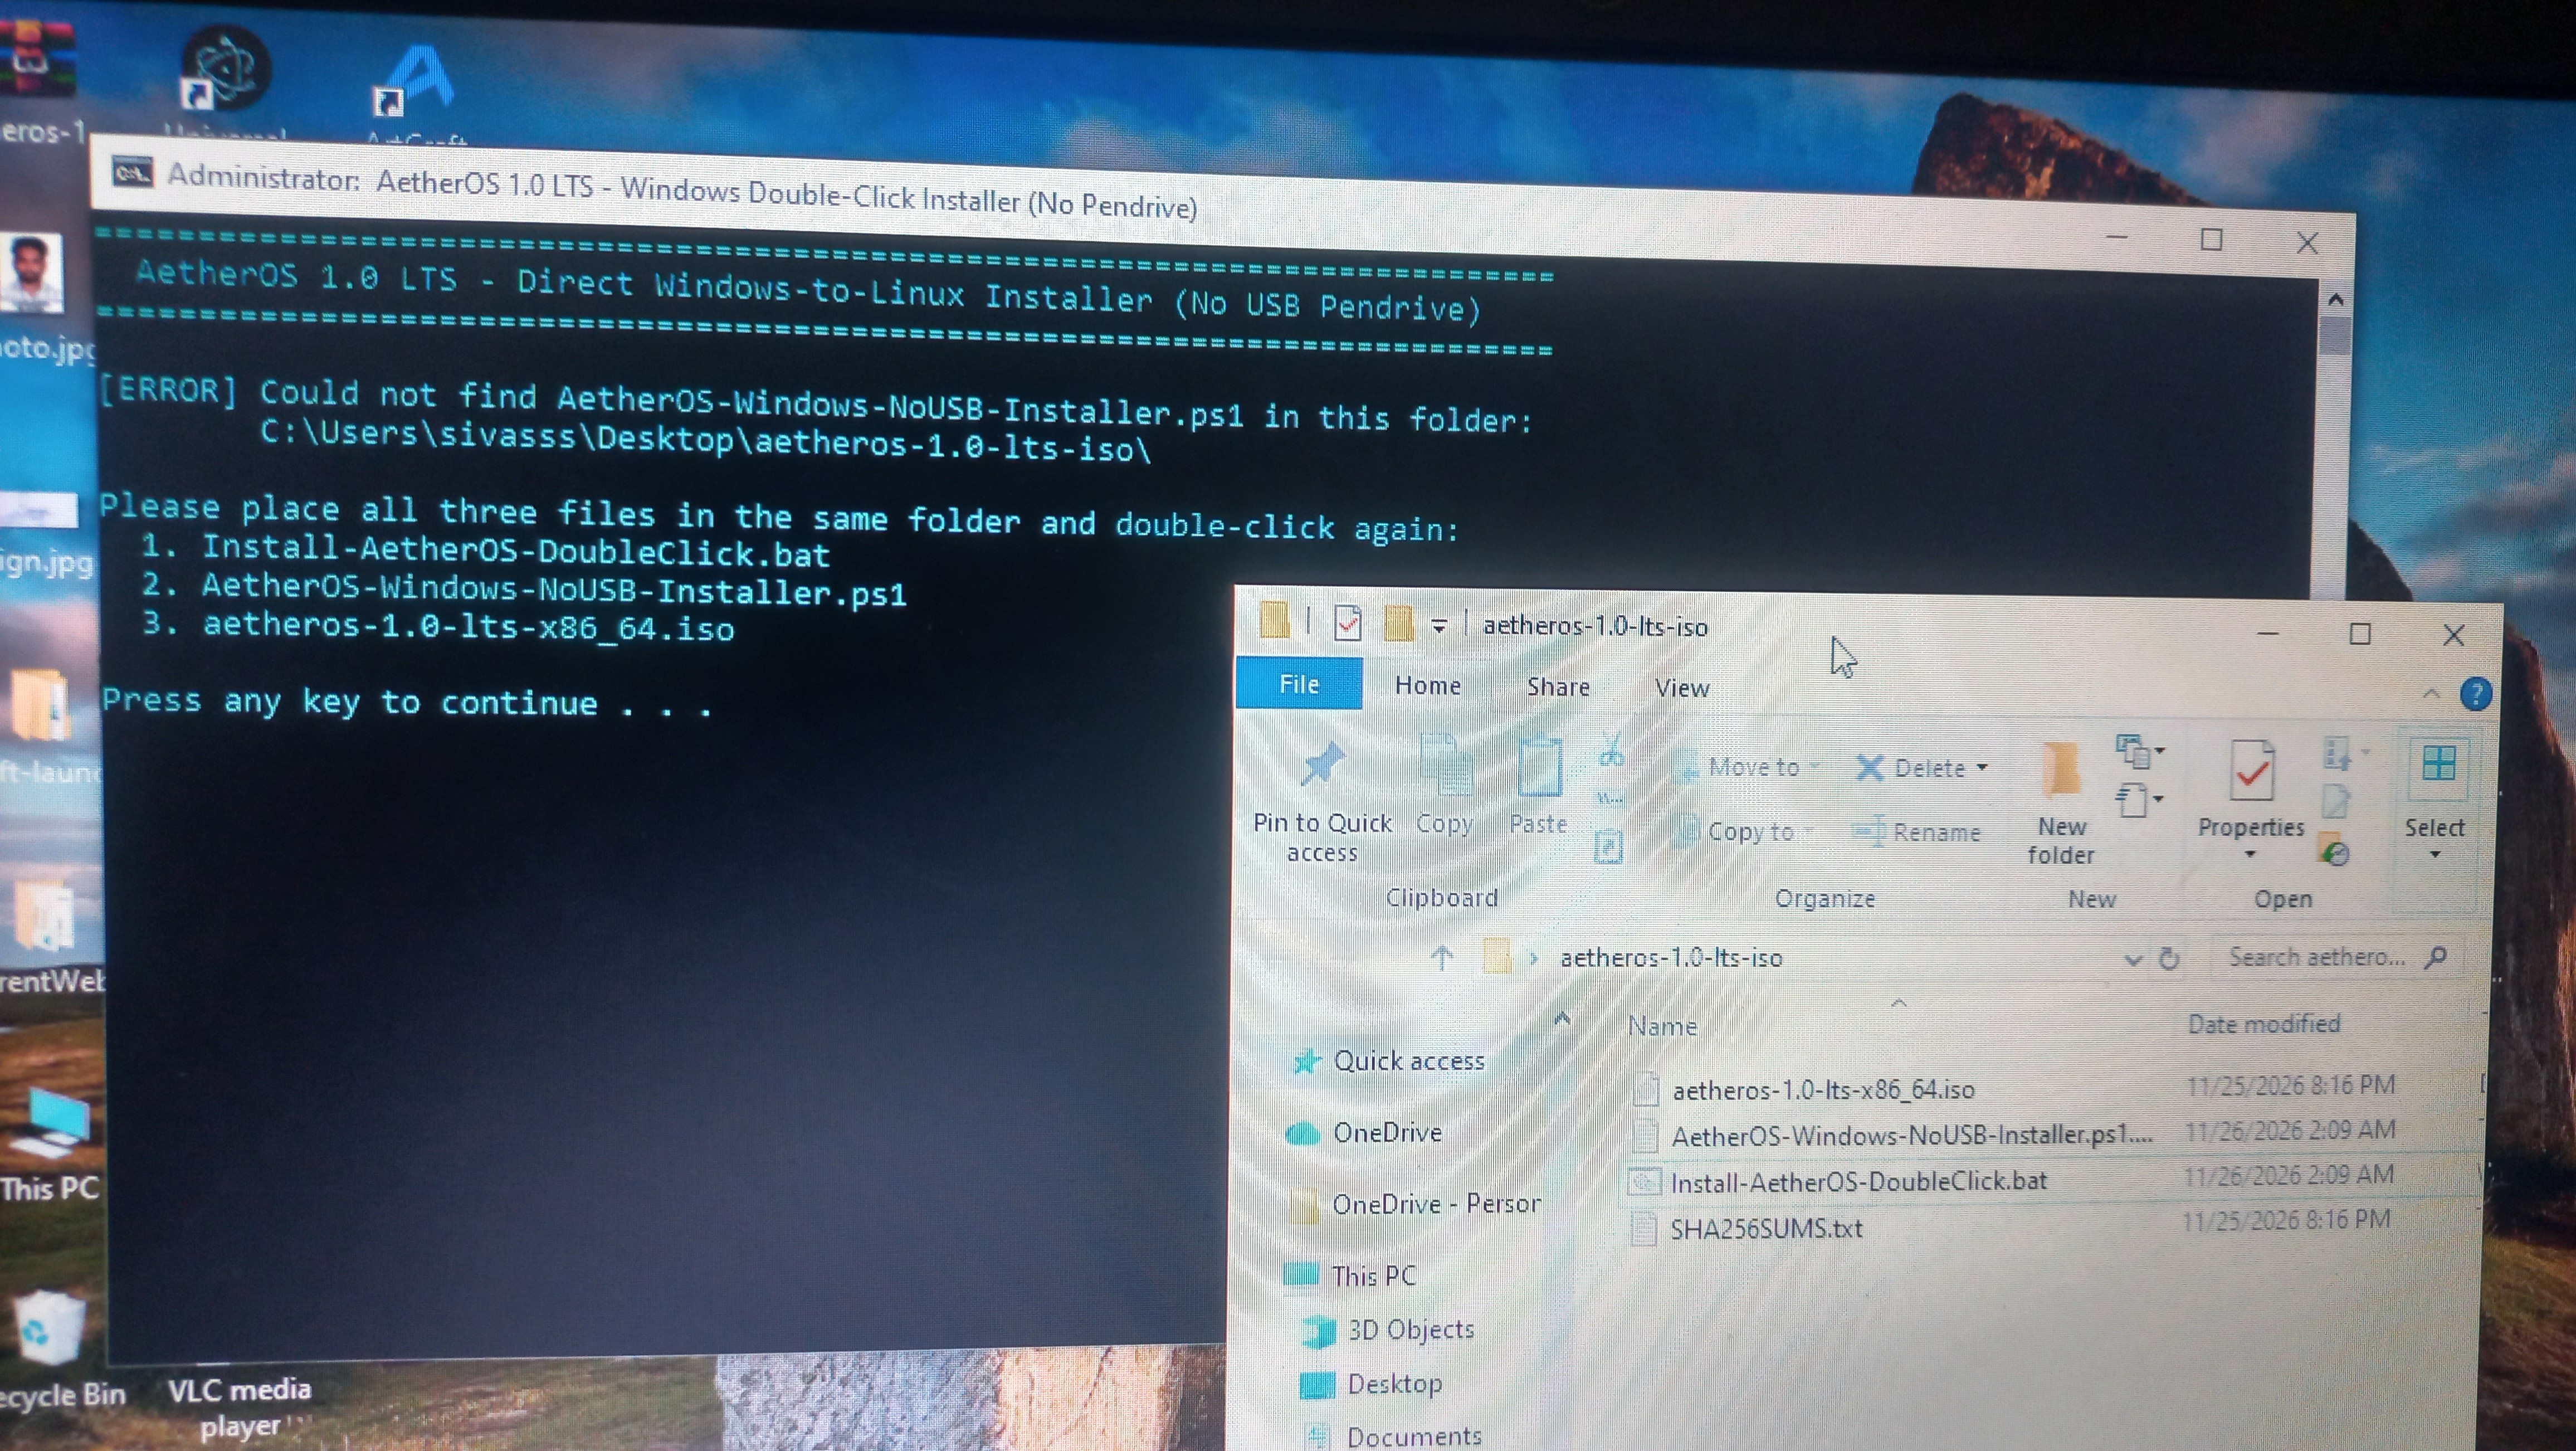 eros-1
Administrator: AetherOS 1.0 LTS - Windows Double-Click Installer (No Pendrive)
================================================================================
AetherOS 1.0 LTS - Direct Windows-to-Linux Installer (No USB Pendrive)
================================================================================
[ERROR] Could not find AetherOS-Windows-NoUSB-Installer.ps1 in this folder:
C:\Users\sivasss\Desktop\aetheros-1.0-lts-iso\
Please place all three files in the same folder and double-click again:
1. Install-AetherOS-DoubleClick.bat
2. AetherOS-Windows-NoUSB-Installer.ps1
3. aetheros-1.0-lts-x86_64.iso
Press any key to continue . . .
oto.jpg
ign.jpg
ft-laun
rentWeb
This PC
ecycle Bin
VLC media
player
aetheros-1.0-lts-iso
File Home Share View
Pin to Quick
access
Copy
Paste
Move to
Copy to
Delete
Rename
New
folder
Properties
Select
Clipboard Organize New Open
aetheros-1.0-lts-iso
Search aethero...
Name Date modified
aetheros-1.0-lts-x86_64.iso 11/25/2026 8:16 PM
AetherOS-Windows-NoUSB-Installer.ps1.... 11/26/2026 2:09 AM
Install-AetherOS-DoubleClick.bat 11/26/2026 2:09 AM
SHA256SUMS.txt 11/25/2026 8:16 PM
Quick access
OneDrive
OneDrive - Person
This PC
3D Objects
Desktop
Documents